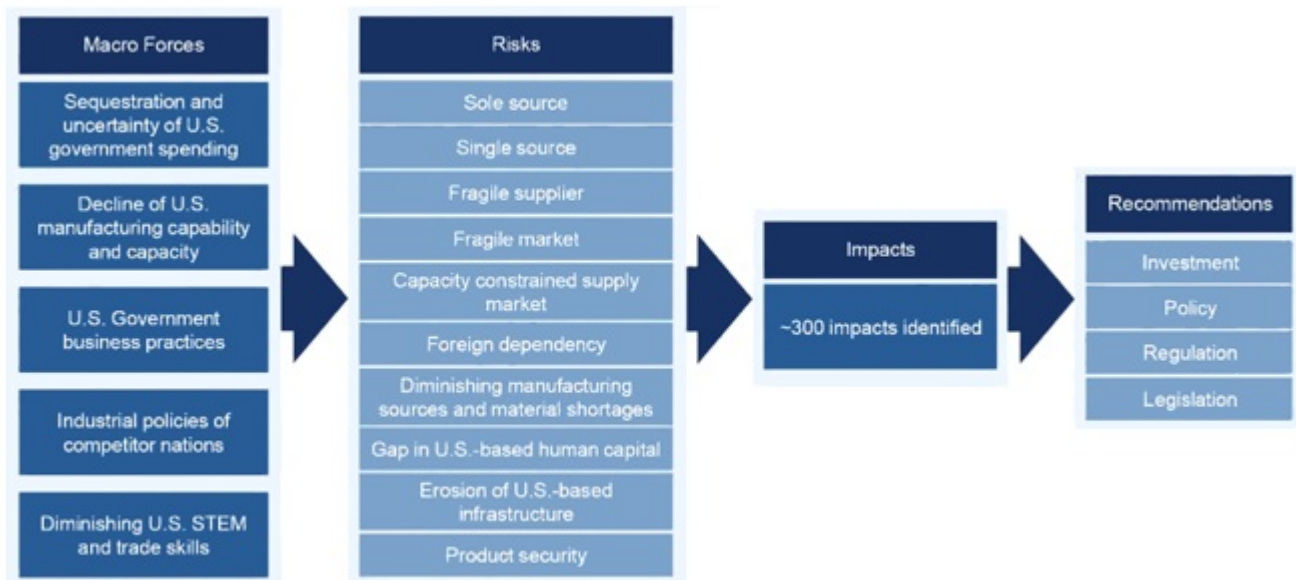 Macro Forces
Sequestration and
uncertainty of U.S.
government spending
Decline of U.S.
manufacturing capability
and capacity
U.S. Government
business practices
Industrial policies of
competitor nations
Diminishing U.S. STEM
and trade skills
Risks
Sole source
Single source
Fragile supplier
Fragile market
Capacity constrained supply
market
Foreign dependency
Diminishing manufacturing
sources and material shortages
Gap in U.S.-based human capital
Erosion of U.S.-based
infrastructure
Product security
Impacts
~300 impacts identified
Recommendations
Investment
Policy
Regulation
Legislation